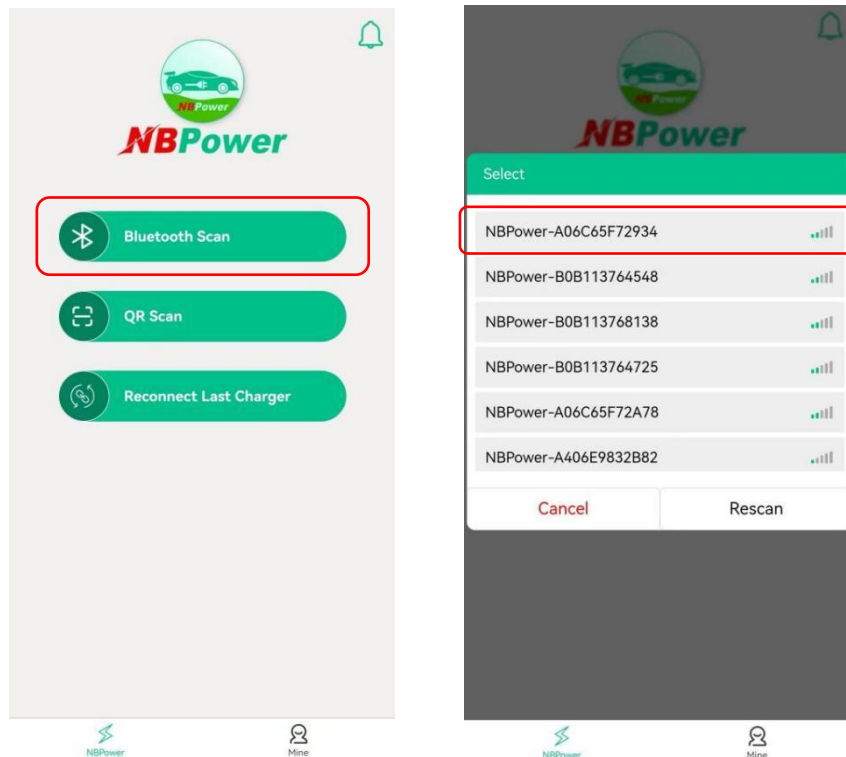 NBPower
NBPower
Bluetooth Scan
QR Scan
Reconnect Last Charger
NBPower
Mine
NBPower
NBPower
Select
NBPower-A06C65F72934
NBPower-B0B113764548
NBPower-B0B113768138
NBPower-B0B113764725
NBPower-A06C65F72A78
NBPower-A406E9832B82
Cancel
Rescan
NBPower
Mine